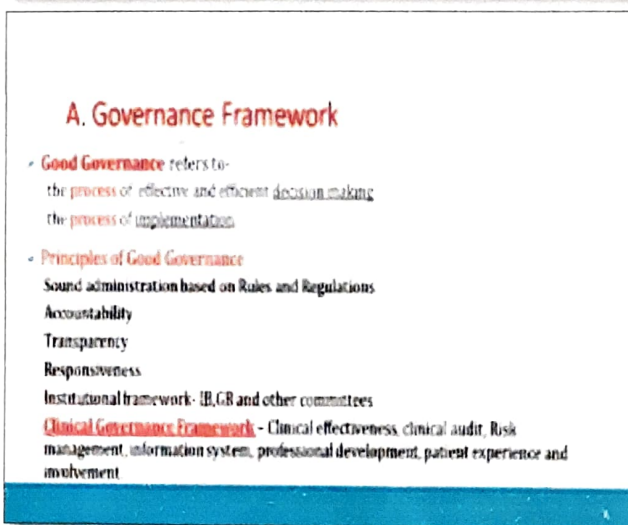 A. Governance Framework
Good Governance refers to-
the process of effective and efficient decision making
the process of implementation
Principles of Good Governance
Sound administration based on Rules and Regulations
Accountability
Transparency
Responsiveness
Institutional framework- IB,GB and other committees
Clinical Governance Framework - Clinical effectiveness, clinical audit, Risk
management, information system, professional development, patient experience and
involvement